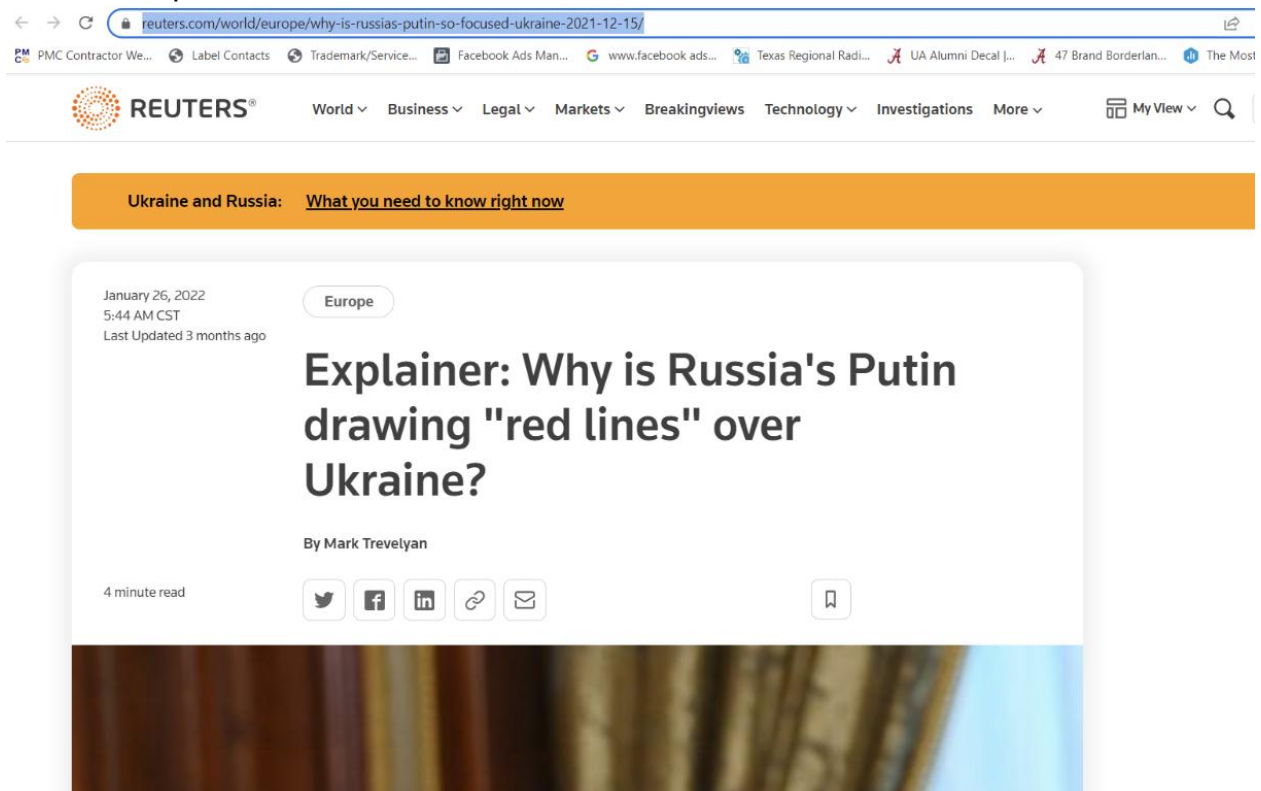 reuters.com/world/europe/why-is-russias-putin-so-focused-ukraine-2021-12-15/
PMC Contractor We... Label Contacts Trademark/Service... Facebook Ads Man... www.facebook ads... Texas Regional Radi... UA Alumni Decal |... 47 Brand Borderlan... The Most
REUTERS® World Business Legal Markets Breakingviews Technology Investigations More My View
Ukraine and Russia: What you need to know right now
January 26, 2022
5:44 AM CST
Last Updated 3 months ago
Europe
Explainer: Why is Russia's Putin
drawing "red lines" over
Ukraine?
By Mark Trevelyan
4 minute read